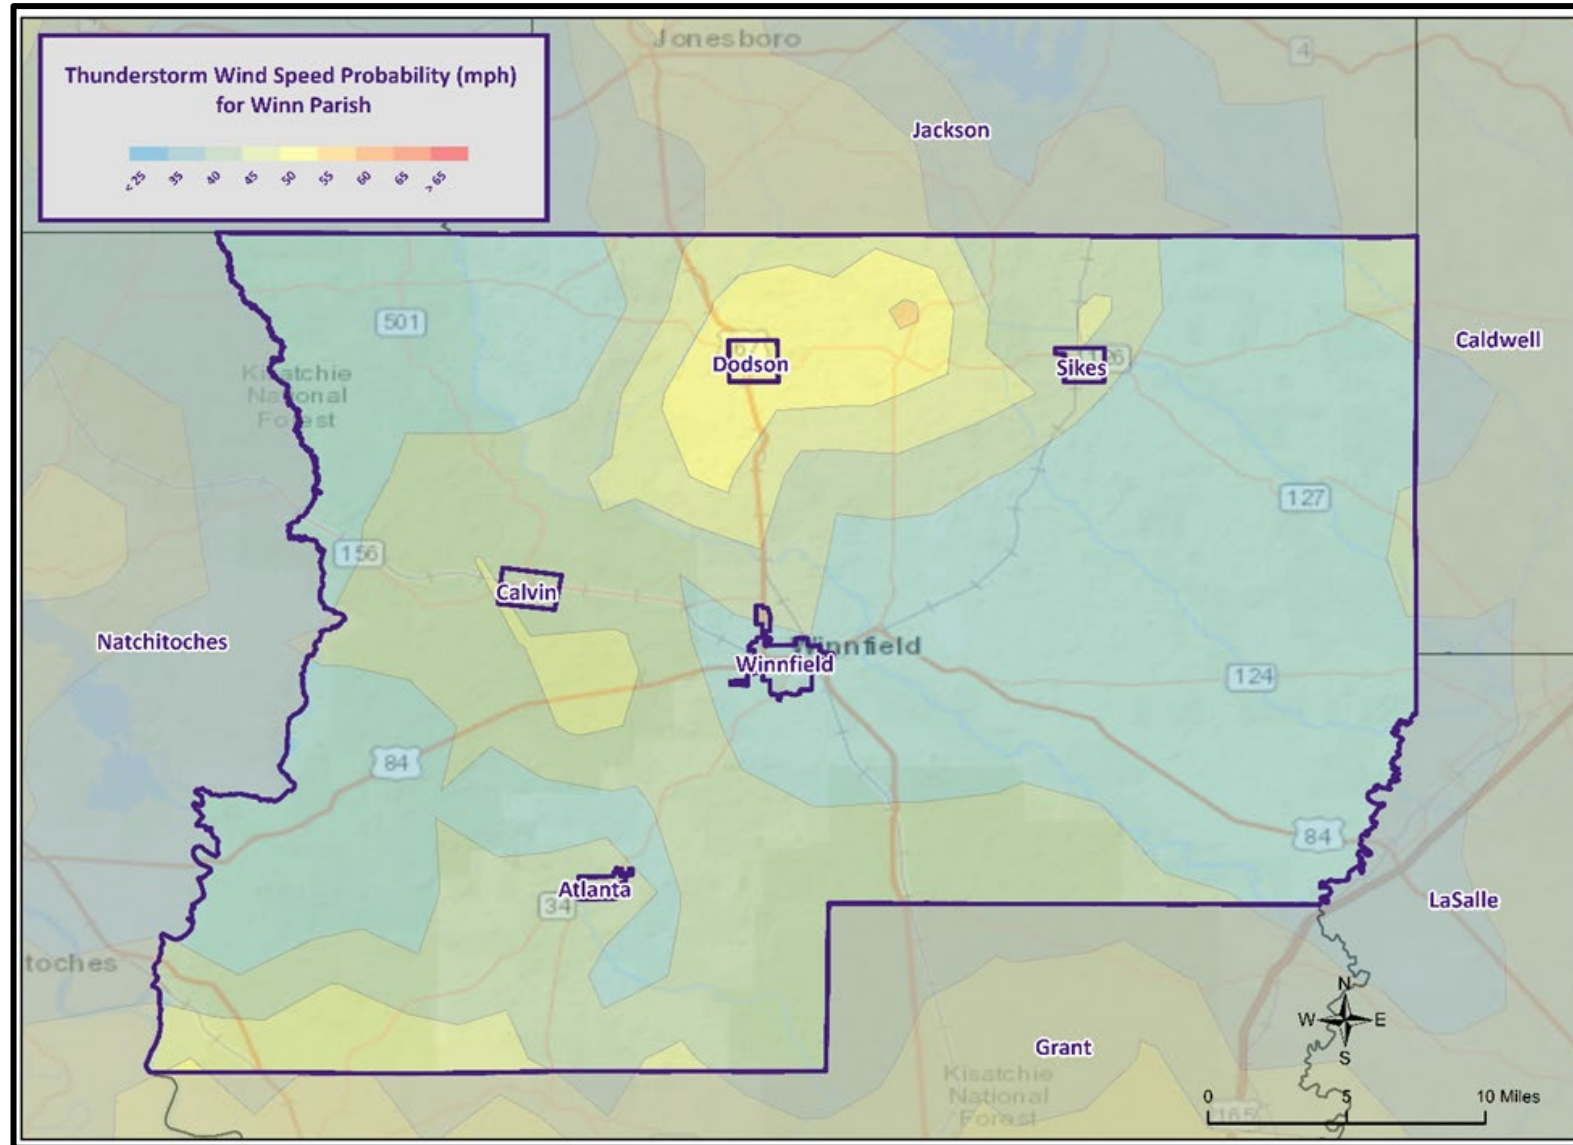 Jonesboro
4
Thunderstorm Wind Speed Probability (mph)
for Winn Parish
< 25
35
40
45
50
55
60
65
> 65
Jackson
501
Caldwell
Dodson
Sikes
Kisatchie
National
Forest
127
156
Calvin
Natchitoches
Winnfield
Winnfield
124
84
84
Atlanta
34
LaSalle
toches
N
W
E
S
Grant
Kisatchie
National
Forest
165
0
5
10 Miles